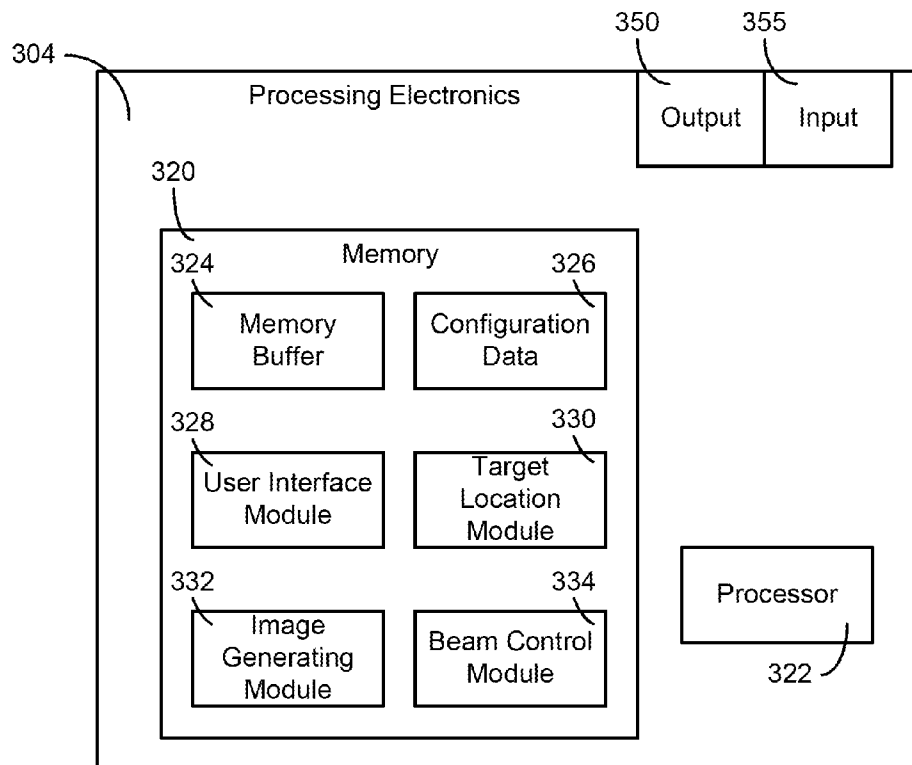 350
355
304
Processing Electronics
Output
Input
320
Memory
324
326
Memory
Buffer
Configuration
Data
328
330
User Interface
Module
Target
Location
Module
332
334
Image
Generating
Module
Beam Control
Module
Processor
322